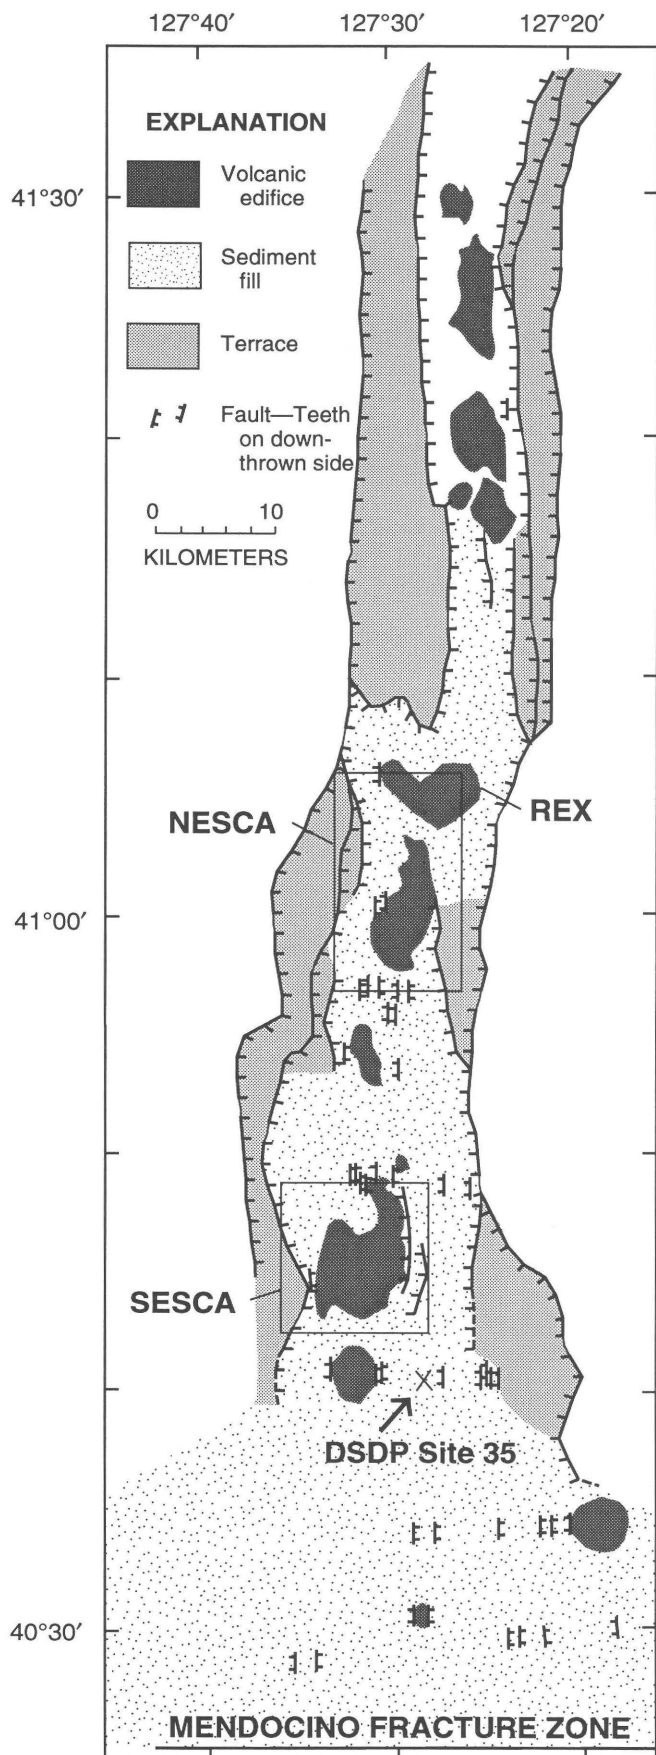 127°40′ 127°30′ 127°20′
EXPLANATION
Volcanic
edifice
41°30′
Sediment
fill
Terrace
Fault—Teeth
on down-
thrown side
0 10
KILOMETERS
NESCA
REX
41°00′
SESCA
DSDP Site 35
40°30′
MENDOCINO FRACTURE ZONE